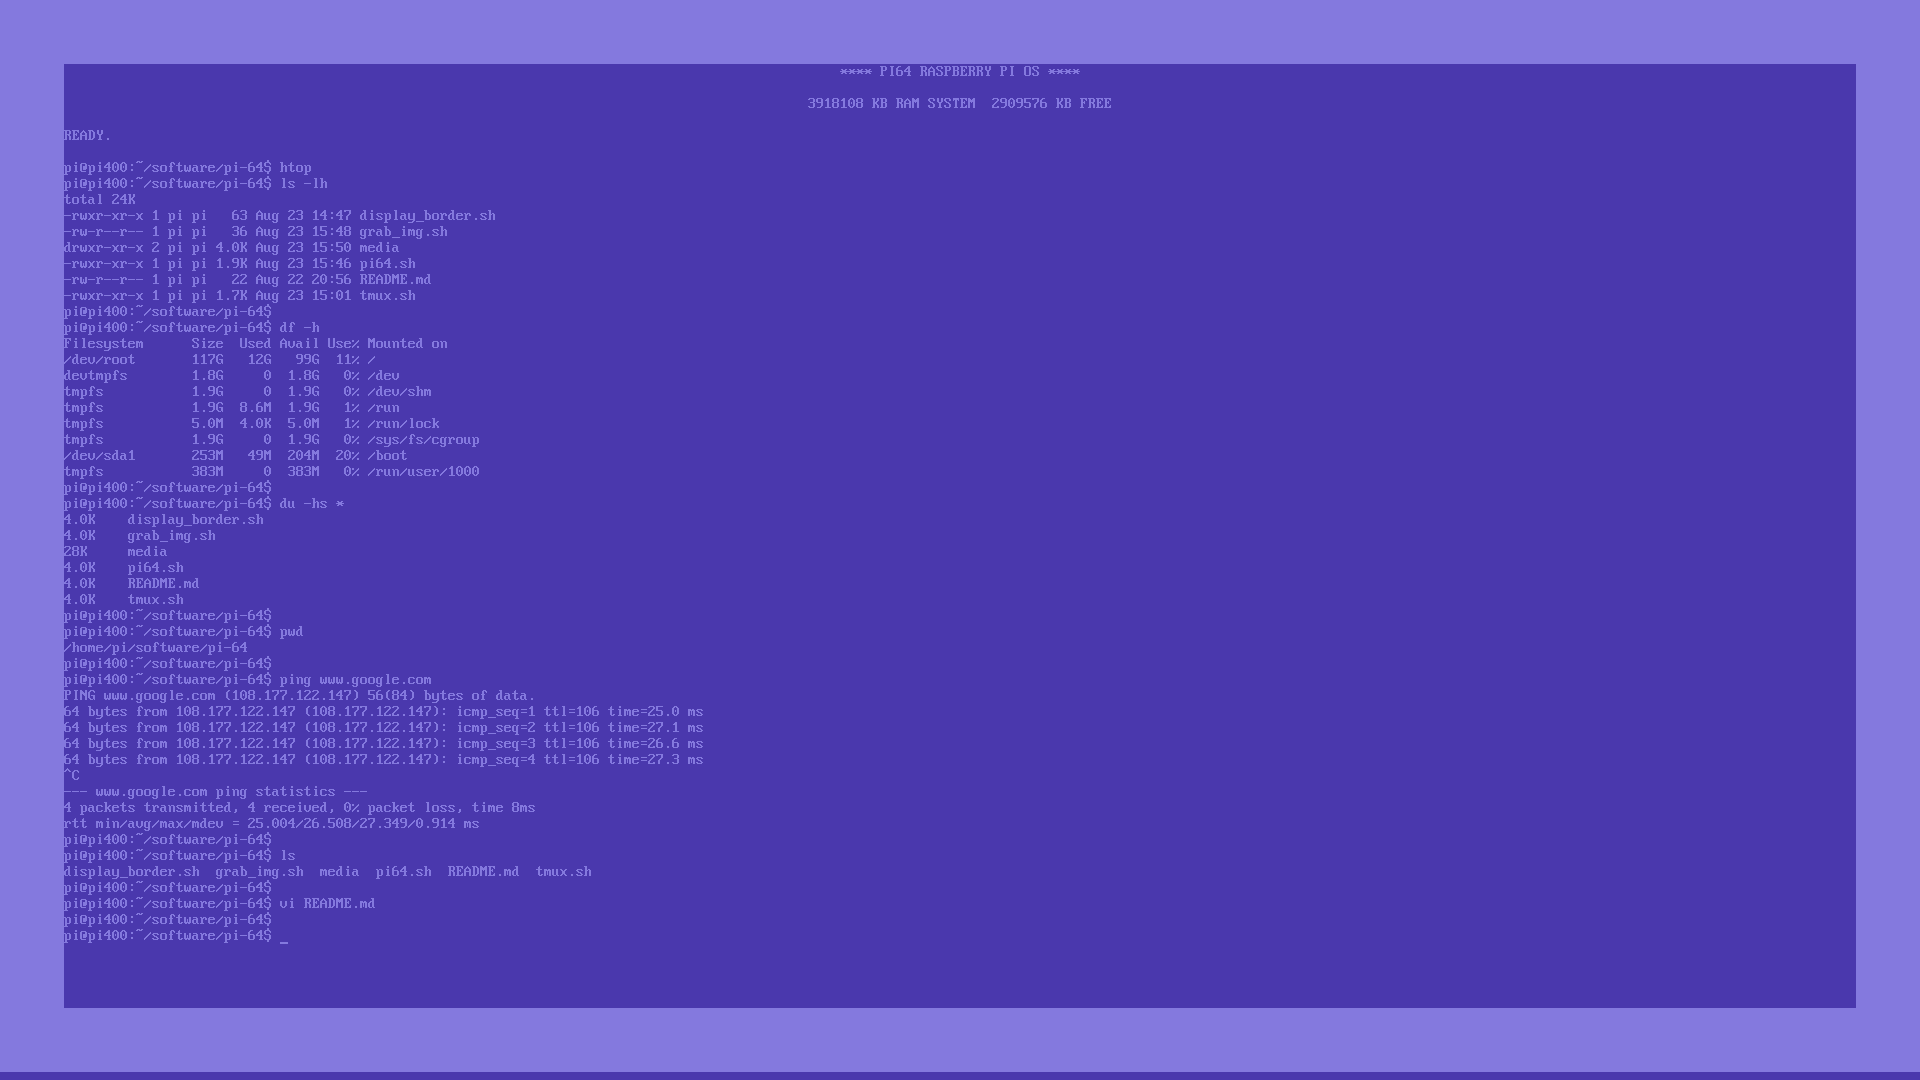 **** PI64 RASPBERRY PI OS ****
3918108 KB RAM SYSTEM  2909576 KB FREE
READY.
pi@pi400:~/software/pi-64$ htop
pi@pi400:~/software/pi-64$ ls -lh
total 24K
-rwxr-xr-x 1 pi pi   63 Aug 23 14:47 display_border.sh
-rw-r--r-- 1 pi pi   36 Aug 23 15:48 grab_img.sh
drwxr-xr-x 2 pi pi 4.0K Aug 23 15:50 media
-rwxr-xr-x 1 pi pi 1.9K Aug 23 15:46 pi64.sh
-rw-r--r-- 1 pi pi   22 Aug 22 20:56 README.md
-rwxr-xr-x 1 pi pi 1.7K Aug 23 15:01 tmux.sh
pi@pi400:~/software/pi-64$
pi@pi400:~/software/pi-64$ df -h
Filesystem      Size  Used Avail Use% Mounted on
/dev/root       117G   12G   99G  11% /
devtmpfs        1.8G     0  1.8G   0% /dev
tmpfs           1.9G     0  1.9G   0% /dev/shm
tmpfs           1.9G  8.6M  1.9G   1% /run
tmpfs           5.0M  4.0K  5.0M   1% /run/lock
tmpfs           1.9G     0  1.9G   0% /sys/fs/cgroup
/dev/sda1       253M   49M  204M  20% /boot
tmpfs           383M     0  383M   0% /run/user/1000
pi@pi400:~/software/pi-64$
pi@pi400:~/software/pi-64$ du -hs *
4.0K    display_border.sh
4.0K    grab_img.sh
28K     media
4.0K    pi64.sh
4.0K    README.md
4.0K    tmux.sh
pi@pi400:~/software/pi-64$
pi@pi400:~/software/pi-64$ pwd
/home/pi/software/pi-64
pi@pi400:~/software/pi-64$
pi@pi400:~/software/pi-64$ ping www.google.com
PING www.google.com (108.177.122.147) 56(84) bytes of data.
64 bytes from 108.177.122.147 (108.177.122.147): icmp_seq=1 ttl=106 time=25.0 ms
64 bytes from 108.177.122.147 (108.177.122.147): icmp_seq=2 ttl=106 time=27.1 ms
64 bytes from 108.177.122.147 (108.177.122.147): icmp_seq=3 ttl=106 time=26.6 ms
64 bytes from 108.177.122.147 (108.177.122.147): icmp_seq=4 ttl=106 time=27.3 ms
^C
--- www.google.com ping statistics ---
4 packets transmitted, 4 received, 0% packet loss, time 8ms
rtt min/avg/max/mdev = 25.004/26.508/27.349/0.914 ms
pi@pi400:~/software/pi-64$
pi@pi400:~/software/pi-64$ ls
display_border.sh  grab_img.sh  media  pi64.sh  README.md  tmux.sh
pi@pi400:~/software/pi-64$
pi@pi400:~/software/pi-64$ vi README.md
pi@pi400:~/software/pi-64$
pi@pi400:~/software/pi-64$ _